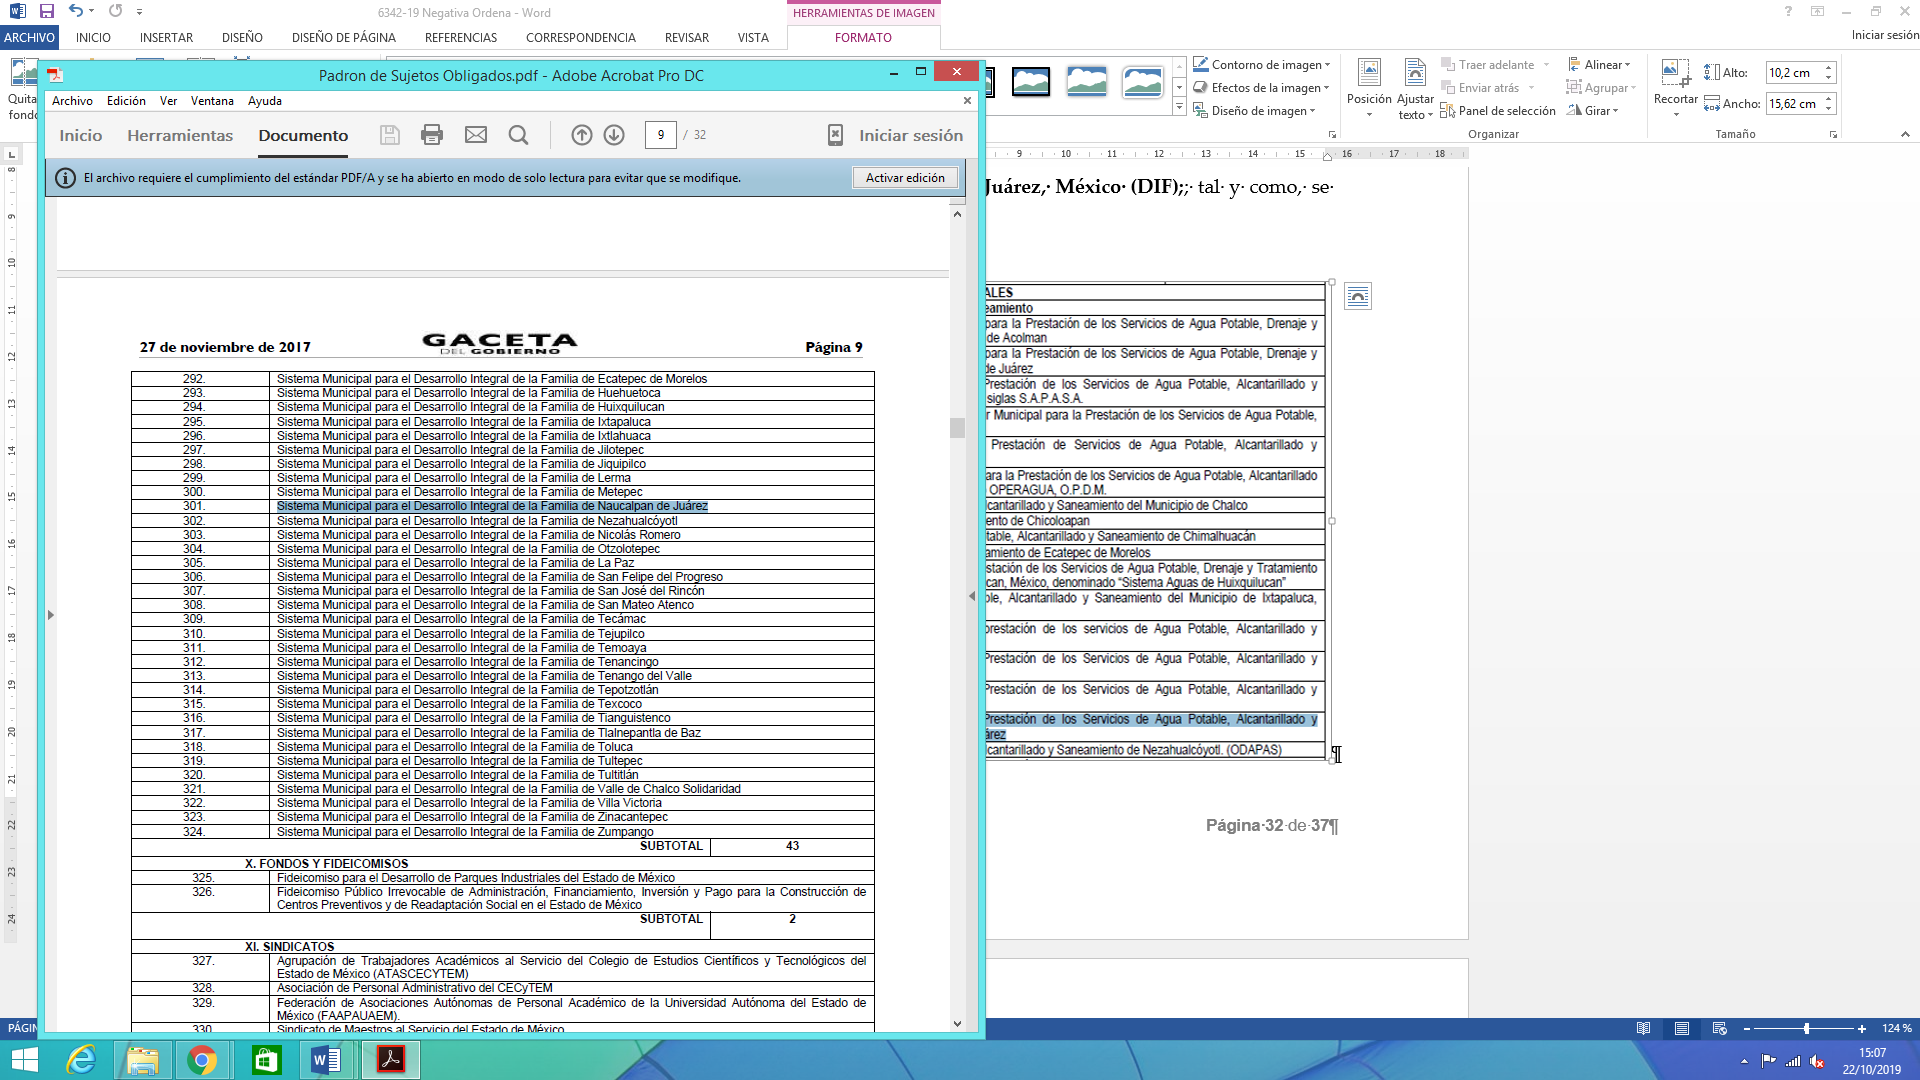 6342-19 Negativa Ordena - Word
HERRAMIENTAS DE IMAGEN
ARCHIVO INICIO INSERTAR DISEÑO DISEÑO DE PÁGINA REFERENCIAS CORRESPONDENCIA REVISAR VISTA FORMATO
Iniciar sesión
Quita
fondo
Contorno de imagen
Efectos de la imagen
Diseño de imagen
Posición
Ajustar
texto
Traer adelante
Enviar atrás
Panel de selección
Alinear
Agrupar
Girar
Organizar
Recortar
Alto: 10,2 cm
Ancho: 15,62 cm
Tamaño
Padron de Sujetos Obligados.pdf - Adobe Acrobat Pro DC
Archivo Edición Ver Ventana Ayuda
Inicio Herramientas Documento 9 / 32 Iniciar sesión
El archivo requiere el cumplimiento del estándar PDF/A y se ha abierto en modo de solo lectura para evitar que se modifique.
Activar edición
27 de noviembre de 2017 GACETA DEL GOBIERNO Página 9
292. Sistema Municipal para el Desarrollo Integral de la Familia de Ecatepec de Morelos
293. Sistema Municipal para el Desarrollo Integral de la Familia de Huehuetoca
294. Sistema Municipal para el Desarrollo Integral de la Familia de Huixquilucan
295. Sistema Municipal para el Desarrollo Integral de la Familia de Ixtapaluca
296. Sistema Municipal para el Desarrollo Integral de la Familia de Ixtlahuaca
297. Sistema Municipal para el Desarrollo Integral de la Familia de Jilotepec
298. Sistema Municipal para el Desarrollo Integral de la Familia de Jiquipilco
299. Sistema Municipal para el Desarrollo Integral de la Familia de Lerma
300. Sistema Municipal para el Desarrollo Integral de la Familia de Metepec
301. Sistema Municipal para el Desarrollo Integral de la Familia de Naucalpan de Juárez
302. Sistema Municipal para el Desarrollo Integral de la Familia de Nezahualcóyotl
303. Sistema Municipal para el Desarrollo Integral de la Familia de Nicolás Romero
304. Sistema Municipal para el Desarrollo Integral de la Familia de Otzolotepec
305. Sistema Municipal para el Desarrollo Integral de la Familia de La Paz
306. Sistema Municipal para el Desarrollo Integral de la Familia de San Felipe del Progreso
307. Sistema Municipal para el Desarrollo Integral de la Familia de San José del Rincón
308. Sistema Municipal para el Desarrollo Integral de la Familia de San Mateo Atenco
309. Sistema Municipal para el Desarrollo Integral de la Familia de Tecámac
310. Sistema Municipal para el Desarrollo Integral de la Familia de Tejupilco
311. Sistema Municipal para el Desarrollo Integral de la Familia de Temoaya
312. Sistema Municipal para el Desarrollo Integral de la Familia de Tenancingo
313. Sistema Municipal para el Desarrollo Integral de la Familia de Tenango del Valle
314. Sistema Municipal para el Desarrollo Integral de la Familia de Tepotzotlán
315. Sistema Municipal para el Desarrollo Integral de la Familia de Texcoco
316. Sistema Municipal para el Desarrollo Integral de la Familia de Tianguistenco
317. Sistema Municipal para el Desarrollo Integral de la Familia de Tlalnepantla de Baz
318. Sistema Municipal para el Desarrollo Integral de la Familia de Toluca
319. Sistema Municipal para el Desarrollo Integral de la Familia de Tultepec
320. Sistema Municipal para el Desarrollo Integral de la Familia de Tultitlán
321. Sistema Municipal para el Desarrollo Integral de la Familia de Valle de Chalco Solidaridad
322. Sistema Municipal para el Desarrollo Integral de la Familia de Villa Victoria
323. Sistema Municipal para el Desarrollo Integral de la Familia de Zinacantepec
324. Sistema Municipal para el Desarrollo Integral de la Familia de Zumpango
SUBTOTAL 43
X. FONDOS Y FIDEICOMISOS
325. Fideicomiso para el Desarrollo de Parques Industriales del Estado de México
326. Fideicomiso Público Irrevocable de Administración, Financiamiento, Inversión y Pago para la Construcción de
Centros Preventivos y de Readaptación Social en el Estado de México
SUBTOTAL 2
XI. SINDICATOS
327. Agrupación de Trabajadores Académicos al Servicio del Colegio de Estudios Científicos y Tecnológicos del
Estado de México (ATASCECYTEM)
328. Asociación de Personal Administrativo del CECyTEM
329. Federación de Asociaciones Autónomas de Personal Académico de la Universidad Autónoma del Estado de
México (FAAPAUAEM).
330. Sindicato de Maestros al Servicio del Estado de México
9 10 11 12 13 14 15 16 17 18
8
9
10
11
12
13
14
15
16
17
18
19
20
21
22
23
24
Juárez,· México· (DIF);;· tal· y· como,· se·
ALES
eamiento
para la Prestación de los Servicios de Agua Potable, Drenaje y
de Acolman
para la Prestación de los Servicios de Agua Potable, Drenaje y
de Juárez
Prestación de los Servicios de Agua Potable, Alcantarillado y
siglas S.A.P.A.S.A.
r Municipal para la Prestación de los Servicios de Agua Potable,
Prestación de Servicios de Agua Potable, Alcantarillado y
ara la Prestación de los Servicios de Agua Potable, Alcantarillado
OPERAGUA, O.P.D.M.
lcantarillado y Saneamiento del Municipio de Chalco
ento de Chicoloapan
table, Alcantarillado y Saneamiento de Chimalhuacán
amiento de Ecatepec de Morelos
stación de los Servicios de Agua Potable, Drenaje y Tratamiento
can, México, denominado “Sistema Aguas de Huixquilucan”
ble, Alcantarillado y Saneamiento del Municipio de Ixtapaluca,
prestación de los servicios de Agua Potable, Alcantarillado y
Prestación de los Servicios de Agua Potable, Alcantarillado y
Prestación de los Servicios de Agua Potable, Alcantarillado y
Prestación de los Servicios de Agua Potable, Alcantarillado y
árez
lcantarillado y Saneamiento de Nezahualcóyotl. (ODAPAS)
¶
Página·32·de·37¶
PÁGIN
124 %
15:07
22/10/2019